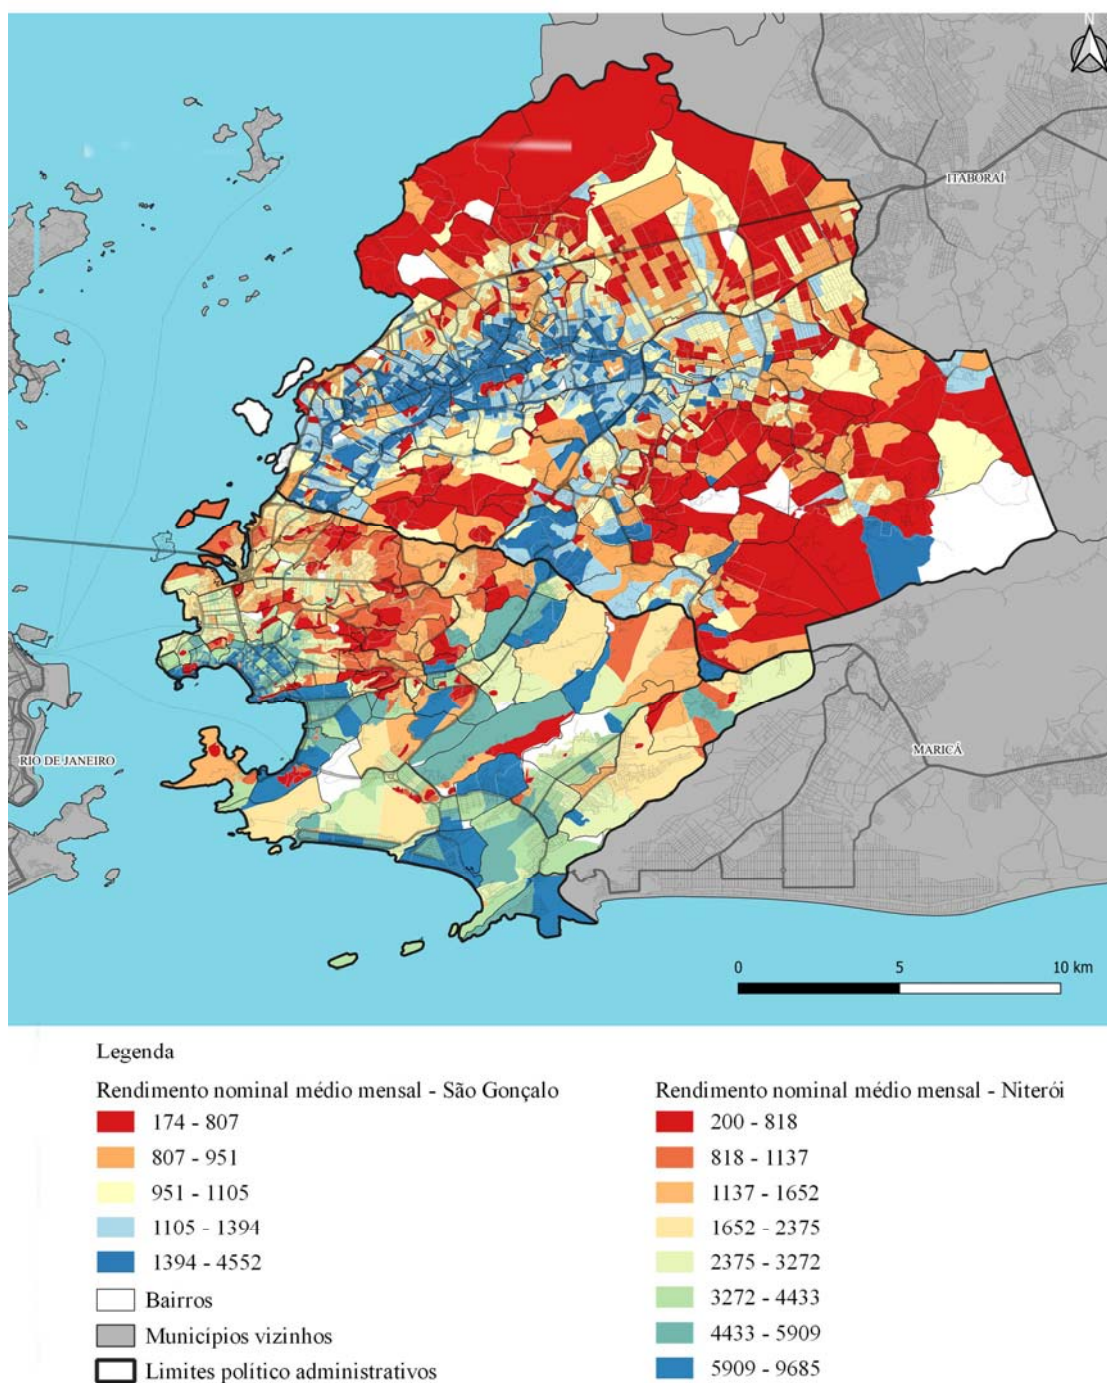 N
ITABORAÍ
RIO DE JANEIRO
MARICÁ
0 5 10 km
Legenda
Rendimento nominal médio mensal - São Gonçalo
174 - 807
807 - 951
951 - 1105
1105 - 1394
1394 - 4552
Bairros
Municípios vizinhos
Limites político administrativos
Rendimento nominal médio mensal - Niterói
200 - 818
818 - 1137
1137 - 1652
1652 - 2375
2375 - 3272
3272 - 4433
4433 - 5909
5909 - 9685